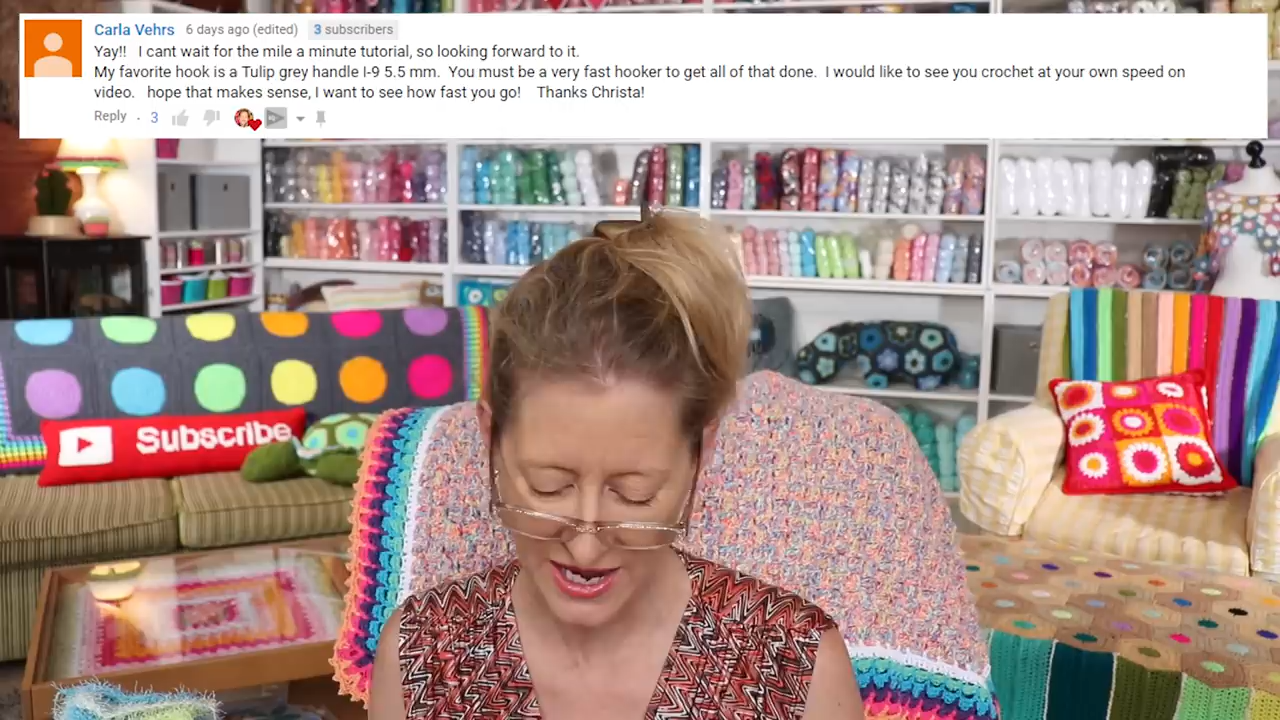 Carla Vehrs 6 days ago (edited) 3 subscribers
Yay!! I cant wait for the mile a minute tutorial, so looking forward to it.
My favorite hook is a Tulip grey handle I-9 5.5 mm. You must be a very fast hooker to get all of that done. I would like to see you crochet at your own speed on
video. hope that makes sense, I want to see how fast you go! Thanks Christa!
Reply · 3
Subscribe